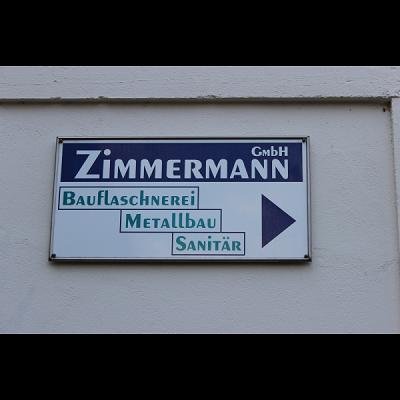 Zimmermann GmbH
Bauflaschnerei
Metallbau
Sanitär